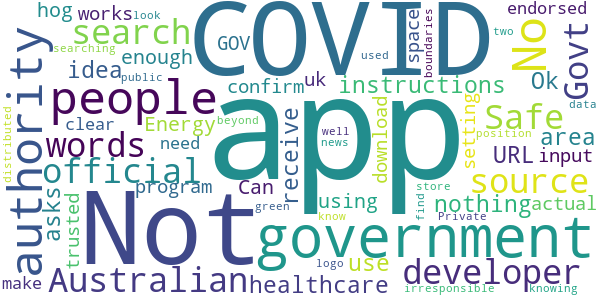 hog works look
endorsed
COVID
search GOV
space
boundaries
two
No
Govt
searching
idea enough
public
confirm uk
instructions
used
Ok
data
authority
people
app
download
setting
Safe
area
distributed
words
clear Energy need
receive
well
news
beyond
position
URL input
official
source
asks
trusted
program Can using
green
know
store
find
Private
nothing actual
Not government
logo
use developer
make Australian healthcare
irresponsible knowing